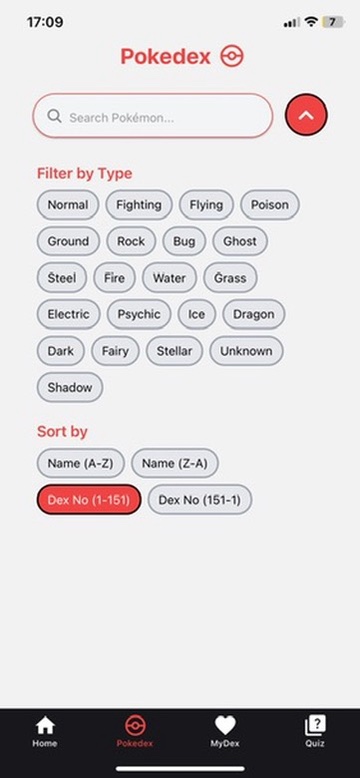 17:09
7
Pokedex
Search Pokémon...
Filter by Type
Normal Fighting Flying Poison
Ground Rock Bug Ghost
Steel Fire Water Grass
Electric Psychic Ice Dragon
Dark Fairy Stellar Unknown
Shadow
Sort by
Name (A-Z) Name (Z-A)
Dex No (1-151) Dex No (151-1)
Home Pokedex MyDex Quiz